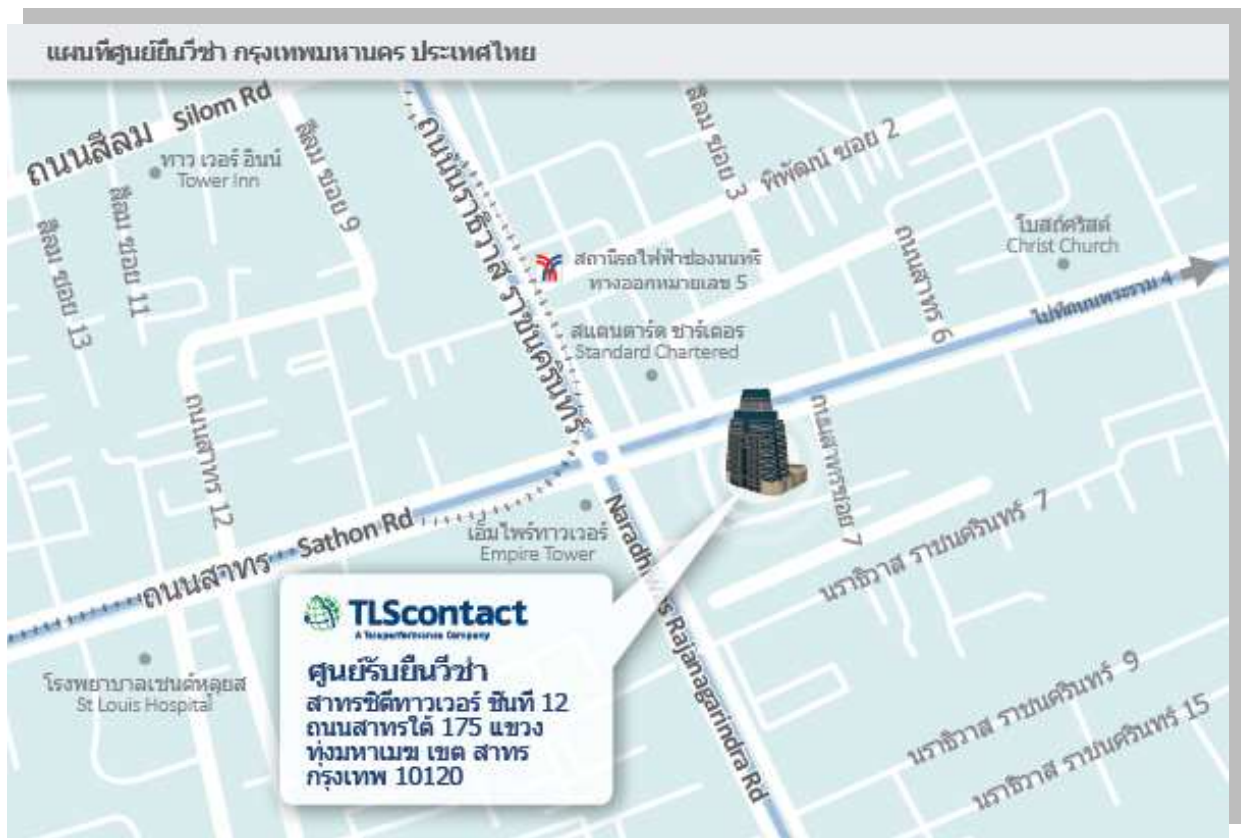 แผนที่ศูนย์ยื่นวีซ่า กรุงเทพมหานคร ประเทศไทย
ถนนสีลม Silom Rd
ทาว เวอร์ อินน์
Tower Inn
สีลม ซอย 9
สีลม ซอย 11
สีลม ซอย 13
ถนนนราธิวาส ราชนครินทร์
สีลม ซอย 3
พิพัฒน์ ซอย 2
สถานีรถไฟฟ้าช่องนนทรี
ทางออกหมายเลข 5
โบสถ์คริสต์
Christ Church
ถนนสาทร 6
ไปที่ถนนพระราม 4
สแตนดาร์ด ชาร์เตอร
Standard Chartered
ถนนสาทร 12
ถนนสาทรซอย 7
ถนนสาทร Sathon Rd
เอ็มไพร์ทาวเวอร์
Empire Tower
Naradhiwas Rajanagarindra Rd
นราธิวาส ราชนครินทร์ 7
นราธิวาส ราชนครินทร์ 9
นราธิวาส ราชนครินทร์ 15
โรงพยาบาลเซนต์หลุยส
St Louis Hospital
TLScontact
A Teleperformance Company
ศูนย์รับยื่นวีซ่า
สาทรซิตีทาวเวอร์ ชั้นที่ 12
ถนนสาทรใต้ 175 แขวง
ทุ่งมหาเมฆ เขต สาทร
กรุงเทพ 10120